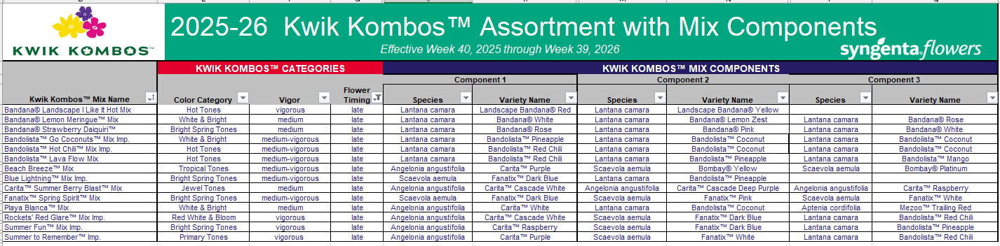 KWIK KOMBOS™
2025-26 Kwik Kombos™ Assortment with Mix Components
Effective Week 40, 2025 through Week 39, 2026
syngenta® flowers
KWIK KOMBOS™ CATEGORIES KWIK KOMBOS™ MIX COMPONENTS
Component 1 Component 2 Component 3
Kwik Kombos™ Mix Name Color Category Vigor Flower Timing Species Variety Name Species Variety Name Species Variety Name
Bandana® Landscape I Like It Hot Mix Hot Tones vigorous late Lantana camara Landscape Bandana® Red Lantana camara Landscape Bandana® Yellow
Bandana® Lemon Meringue™ Mix White & Bright medium late Lantana camara Bandana® White Lantana camara Bandana® Lemon Zest Lantana camara Bandana® Rose
Bandana® Strawberry Daiquiri™ Bright Spring Tones medium late Lantana camara Bandana® Rose Lantana camara Bandana® Pink Lantana camara Bandana® White
Bandolista™ Go Coconuts™ Mix Imp. White & Bright medium-vigorous late Lantana camara Bandolista™ Pineapple Lantana camara Bandolista™ Coconut Lantana camara Bandolista™ Coconut
Bandolista™ Hot Chili™ Mix Imp. Hot Tones medium-vigorous late Lantana camara Bandolista™ Red Chili Lantana camara Bandolista™ Coconut Lantana camara Bandolista™ Coconut
Bandolista™ Lava Flow Mix Hot Tones medium-vigorous late Lantana camara Bandolista™ Red Chili Lantana camara Bandolista™ Pineapple Lantana camara Bandolista™ Mango
Beach Breeze™ Mix Tropical Tones medium-vigorous late Angelonia angustifolia Carita™ Purple Scaevola aemula Bombay® Yellow Scaevola aemula Bombay® Platinum
Blue Lightning™ Mix Imp. Bright Spring Tones medium-vigorous late Scaevola aemula Fanatix™ Dark Blue Lantana camara Bandolista™ Pineapple
Carita™ Summer Berry Blast™ Mix Jewel Tones medium late Angelonia angustifolia Carita™ Cascade White Angelonia angustifolia Carita™ Cascade Deep Purple Angelonia angustifolia Carita™ Raspberry
Fanatix™ Spring Spirit™ Mix Bright Spring Tones medium-vigorous late Scaevola aemula Fanatix™ Dark Blue Scaevola aemula Fanatix™ Pink Scaevola aemula Fanatix™ White
Playa Blanca™ Mix White & Bright medium late Angelonia angustifolia Carita™ White Lantana camara Bandolista™ Coconut Aptenia cordifolia Mezoo™ Trailing Red
Rockets' Red Glare™ Mix Imp. Red White & Bloom vigorous late Angelonia angustifolia Carita™ Cascade White Scaevola aemula Fanatix™ Dark Blue Lantana camara Bandolista™ Red Chili
Summer Fun™ Mix Imp. Bright Spring Tones vigorous late Angelonia angustifolia Carita™ Raspberry Scaevola aemula Fanatix™ Dark Blue Lantana camara Bandolista™ Pineapple
Summer to Remember™ Imp. Primary Tones vigorous late Angelonia angustifolia Carita™ Purple Scaevola aemula Fanatix™ White Lantana camara Bandolista™ Red Chili